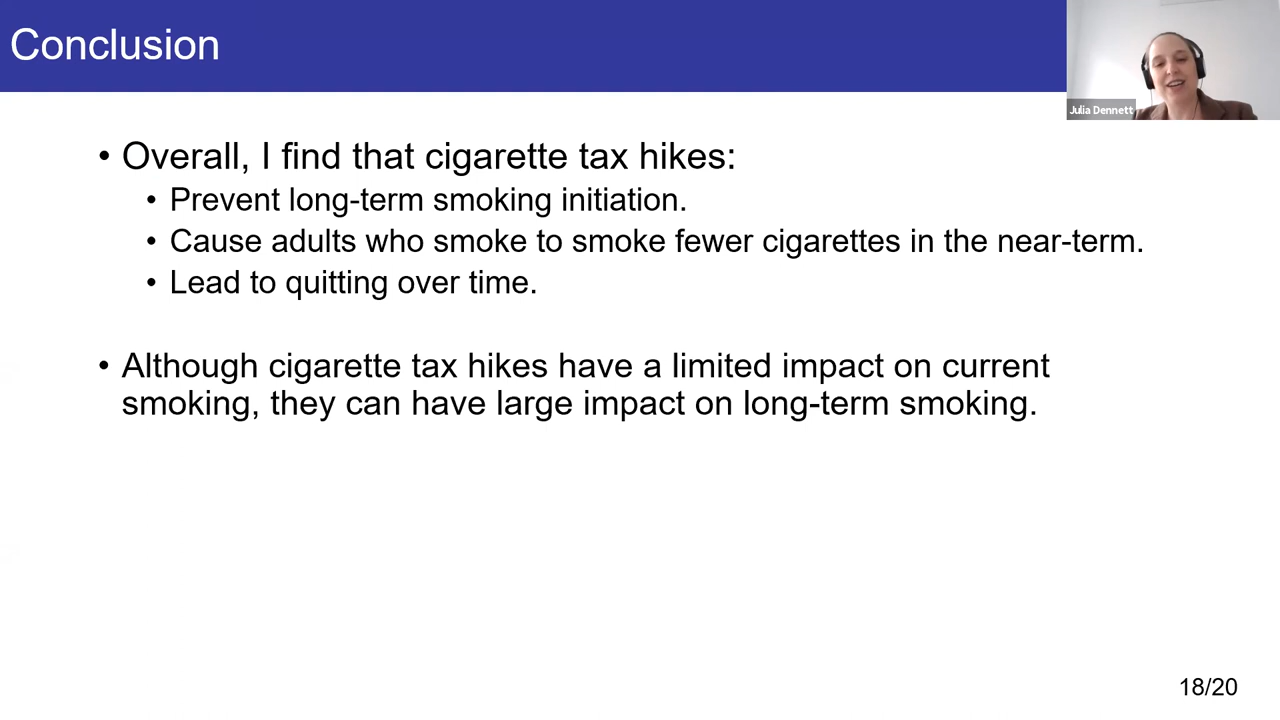 Conclusion
Julia Dennett
• Overall, I find that cigarette tax hikes:
• Prevent long-term smoking initiation.
• Cause adults who smoke to smoke fewer cigarettes in the near-term.
• Lead to quitting over time.
• Although cigarette tax hikes have a limited impact on current
smoking, they can have large impact on long-term smoking.
18/20